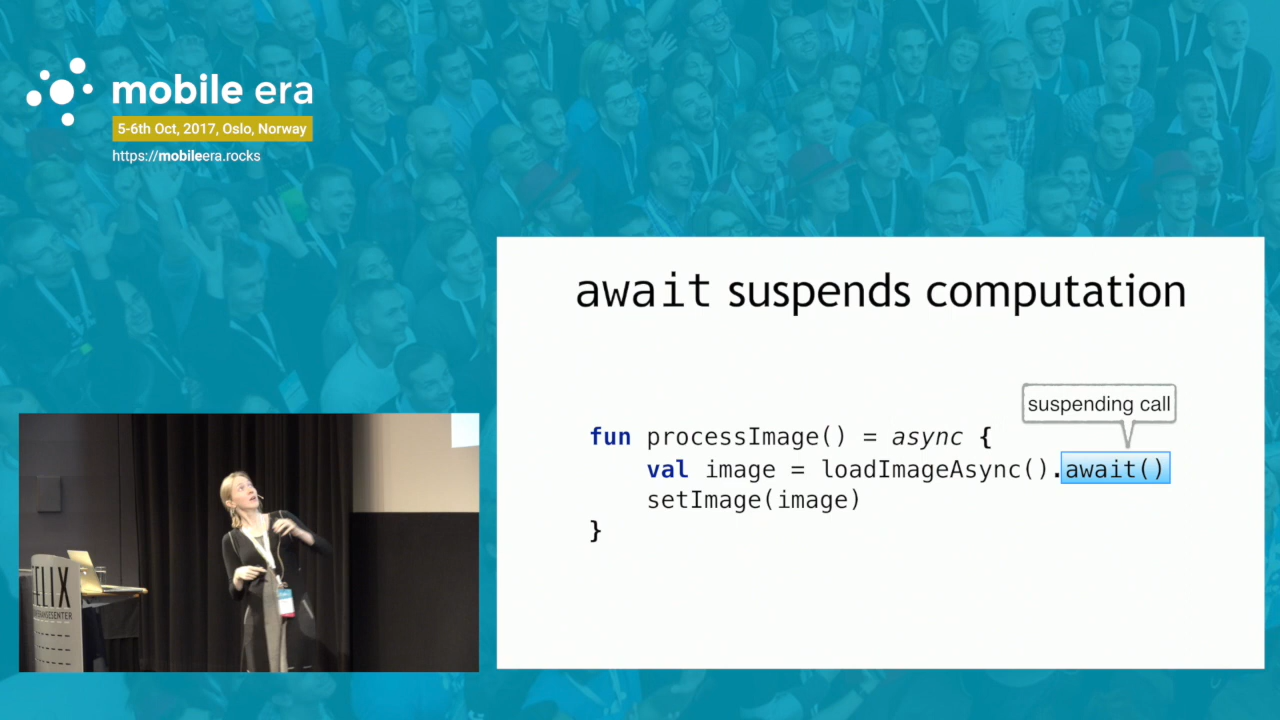 mobile era
5-6th Oct, 2017, Oslo, Norway
https://mobileera.rocks
await suspends computation
suspending call
fun processImage() = async {
val image = loadImageAsync().await()
setImage(image)
}
ELIX